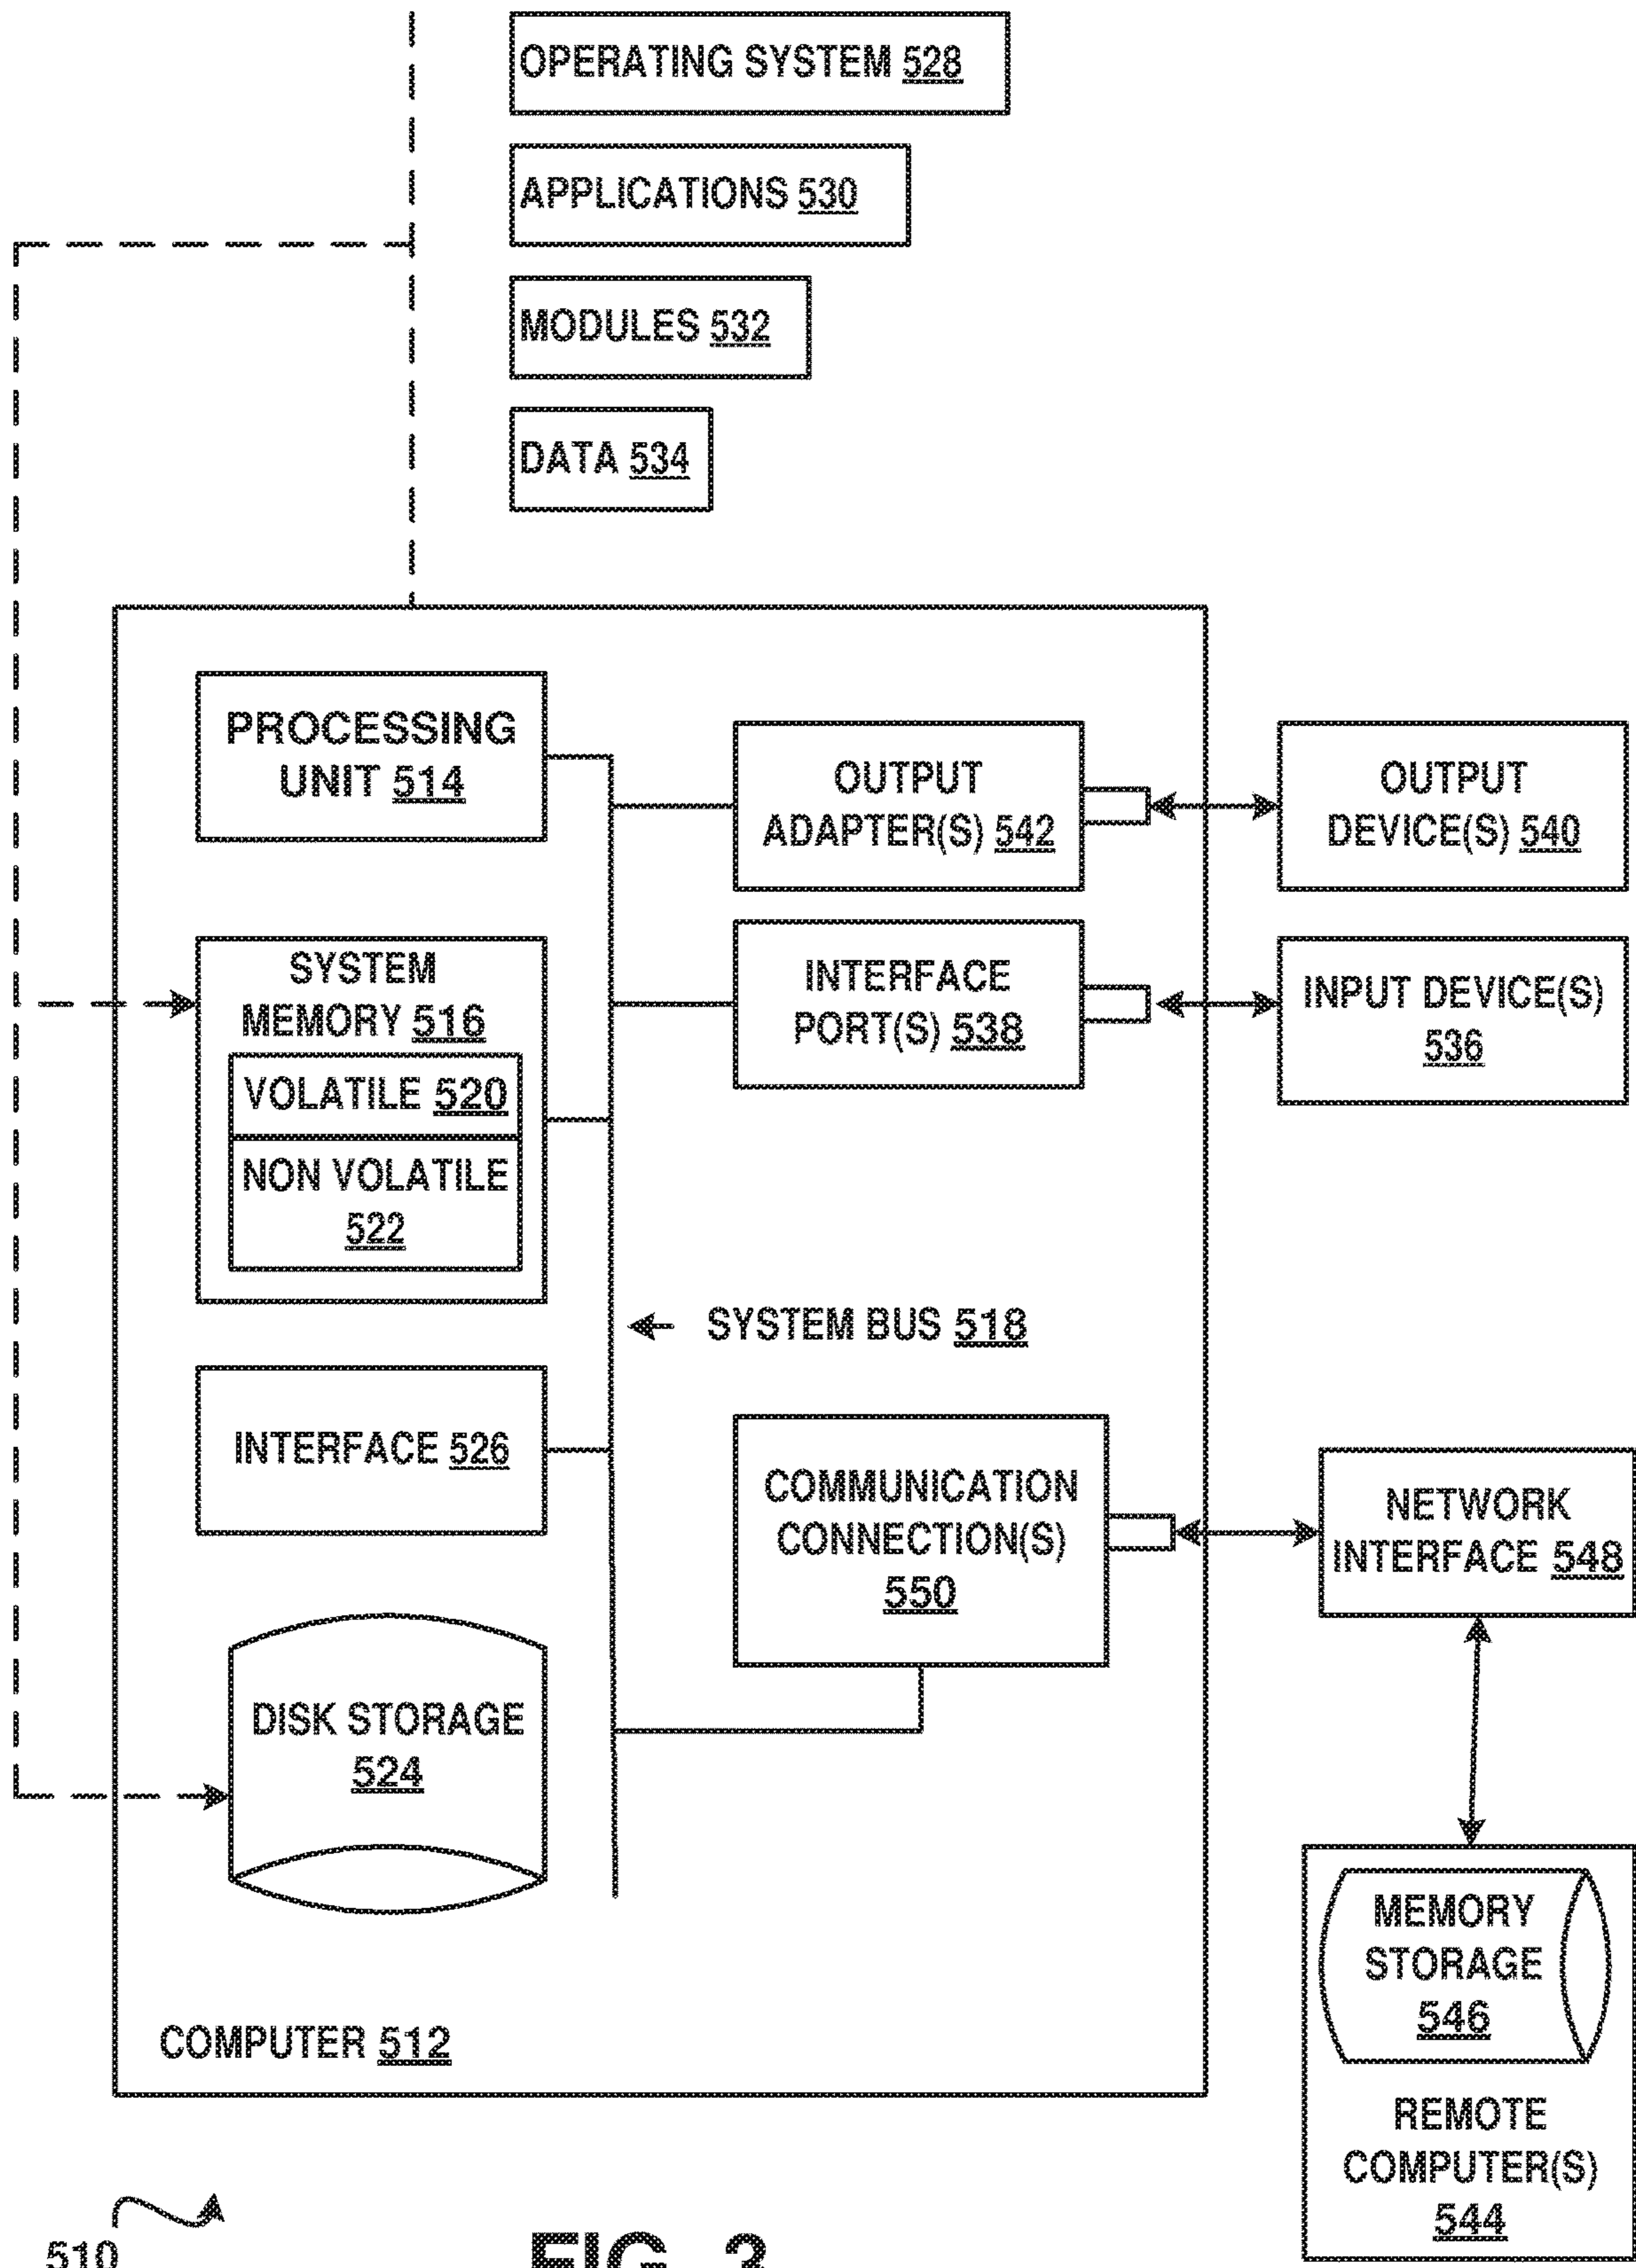 OPERATING SYSTEM 528
APPLICATIONS 530
MODULES 532
DATA 534
PROCESSING
UNIT 514
OUTPUT
ADAPTER(S) 542
OUTPUT
DEVICE(S) 540
SYSTEM
MEMORY 516
VOLATILE 520
NON VOLATILE
522
INTERFACE
PORT(S) 538
INPUT DEVICE(S)
536
SYSTEM BUS 518
INTERFACE 526
COMMUNICATION
CONNECTION(S)
550
NETWORK
INTERFACE 548
DISK STORAGE
524
MEMORY
STORAGE
546
REMOTE
COMPUTER(S)
544
COMPUTER 512
510
FIG. 3